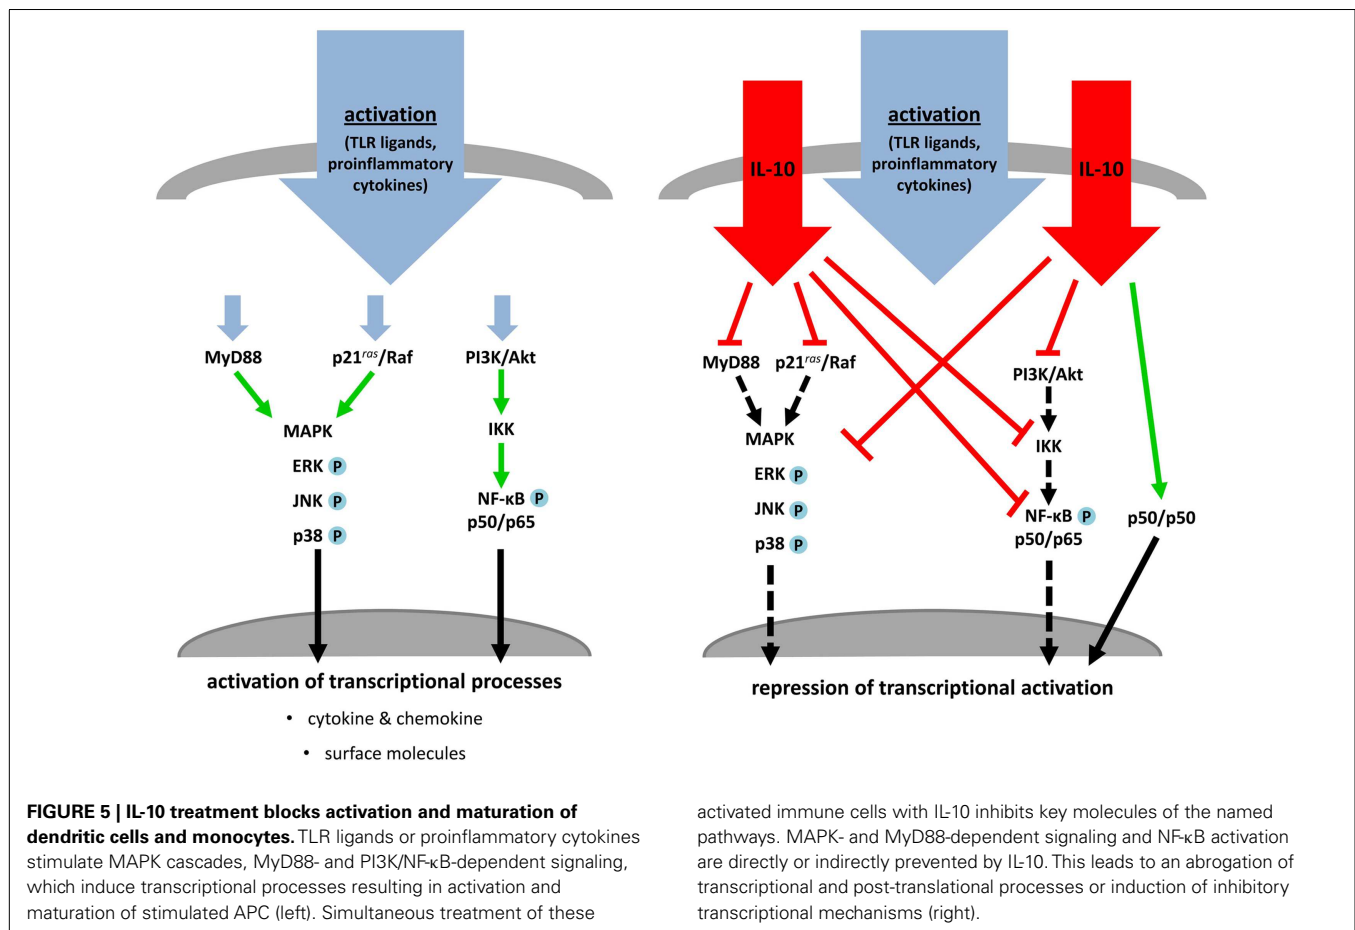 activation
(TLR ligands,
proinflammatory
cytokines)
MyD88
p21ras/Raf
PI3K/Akt
MAPK
IKK
ERK P
JNK P
p38 P
NF-κB P
p50/p65
activation of transcriptional processes
• cytokine & chemokine
• surface molecules
IL-10
activation
(TLR ligands,
proinflammatory
cytokines)
IL-10
MyD88
p21ras/Raf
PI3K/Akt
MAPK
IKK
ERK P
JNK P
p38 P
NF-κB P
p50/p65
p50/p50
repression of transcriptional activation
FIGURE 5 | IL-10 treatment blocks activation and maturation of
dendritic cells and monocytes. TLR ligands or proinflammatory cytokines
stimulate MAPK cascades, MyD88- and PI3K/NF-κB-dependent signaling,
which induce transcriptional processes resulting in activation and
maturation of stimulated APC (left). Simultaneous treatment of these
activated immune cells with IL-10 inhibits key molecules of the named
pathways. MAPK- and MyD88-dependent signaling and NF-κB activation
are directly or indirectly prevented by IL-10. This leads to an abrogation of
transcriptional and post-translational processes or induction of inhibitory
transcriptional mechanisms (right).